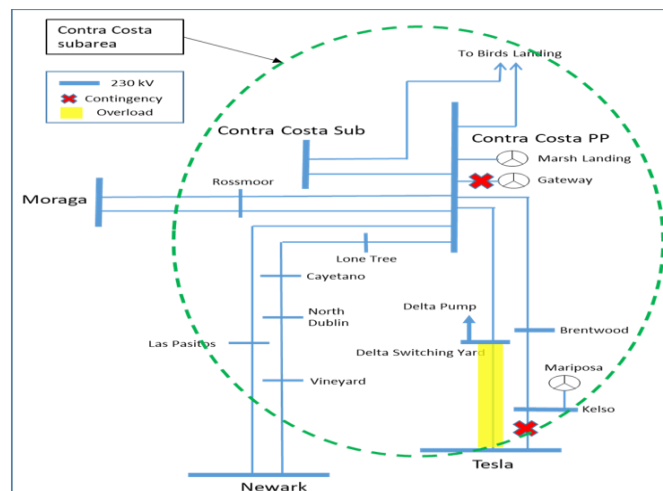 Contra Costa
subarea
To Birds Landing
230 kV
Contingency
Overload
Contra Costa Sub
Contra Costa PP
Marsh Landing
Gateway
Rossmoor
Moraga
Lone Tree
Cayetano
North
Dublin
Delta Pump
Las Pasitos
Delta Switching Yard
Brentwood
Mariposa
Vineyard
Kelso
Tesla
Newark